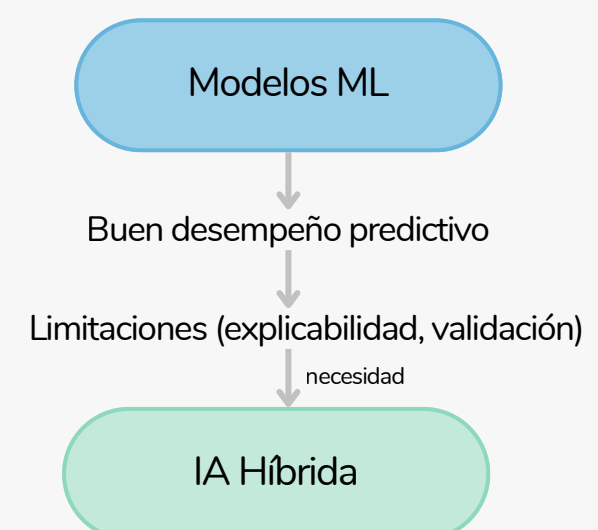 Modelos ML
Buen desempeño predictivo
Limitaciones (explicabilidad, validación)
necesidad
IA Híbrida